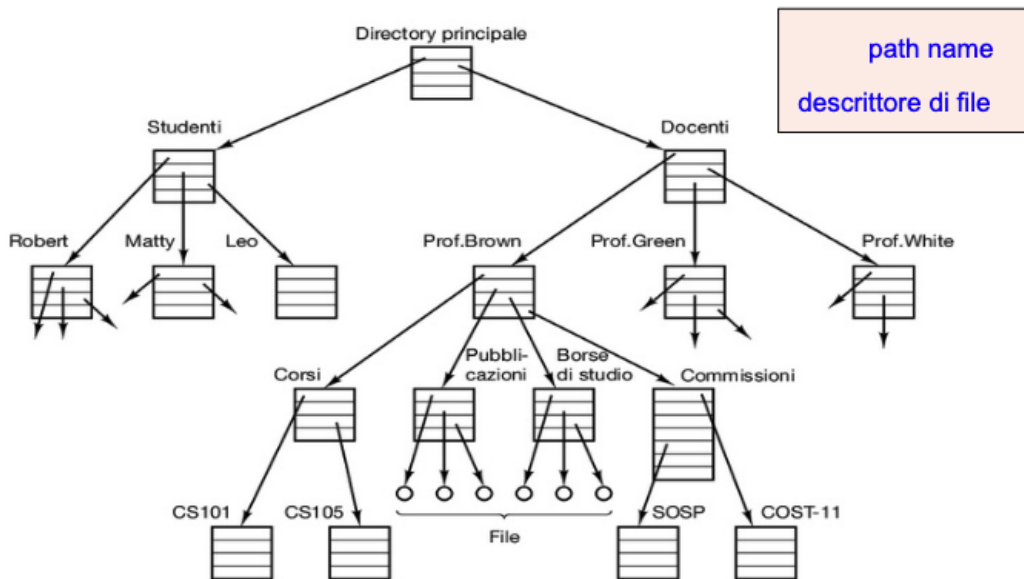 Directory principale
path name
descrittore di file
Studenti
Docenti
Robert
Matty
Leo
Prof.Brown
Prof.Green
Prof.White
Corsi
Pubbli-
cazioni
Borse
di studio
Commissioni
CS101
CS105
File
SOSP
COST-11